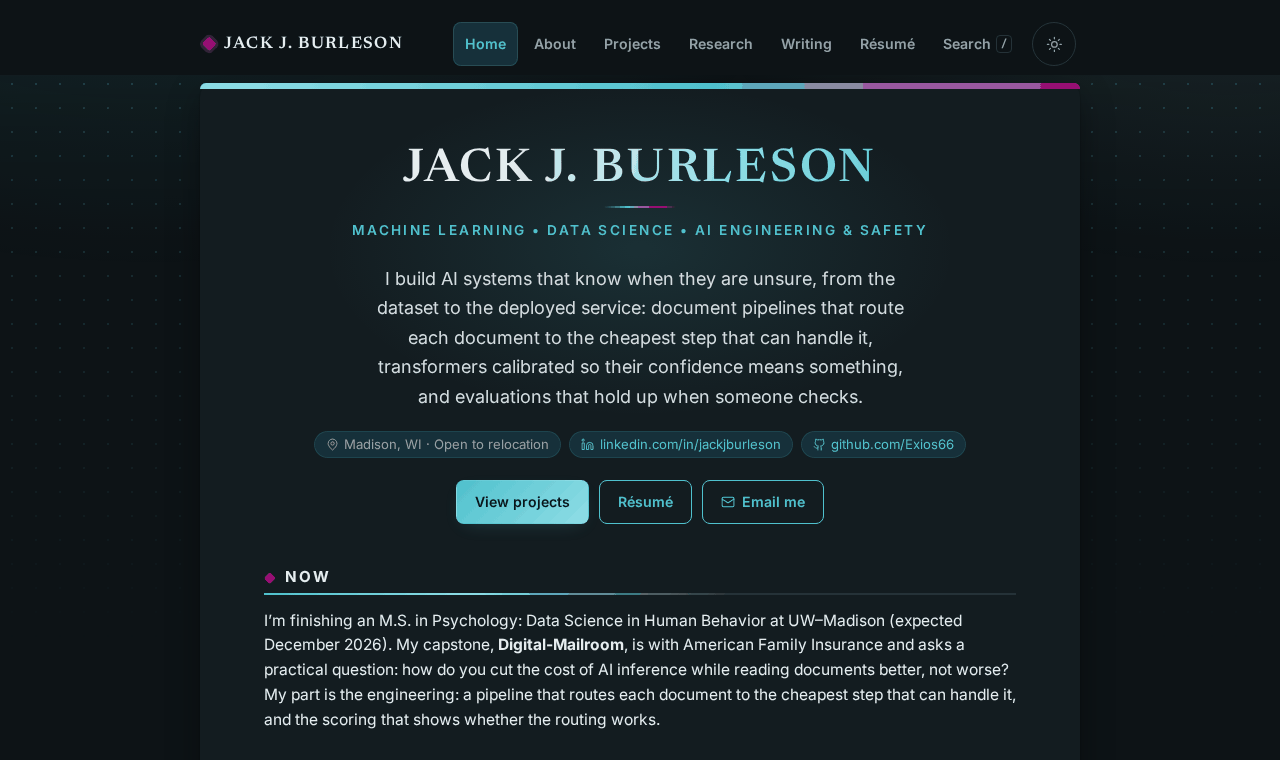 JACK J. BURLESON
Home About Projects Research Writing Résumé Search /
JACK J. BURLESON
MACHINE LEARNING • DATA SCIENCE • AI ENGINEERING & SAFETY
I build AI systems that know when they are unsure, from the
dataset to the deployed service: document pipelines that route
each document to the cheapest step that can handle it,
transformers calibrated so their confidence means something,
and evaluations that hold up when someone checks.
Madison, WI · Open to relocation linkedin.com/in/jackjburleson github.com/Exios66
View projects Résumé Email me
NOW
I’m finishing an M.S. in Psychology: Data Science in Human Behavior at UW–Madison (expected
December 2026). My capstone, Digital-Mailroom, is with American Family Insurance and asks a
practical question: how do you cut the cost of AI inference while reading documents better, not worse?
My part is the engineering: a pipeline that routes each document to the cheapest step that can handle it,
and the scoring that shows whether the routing works.